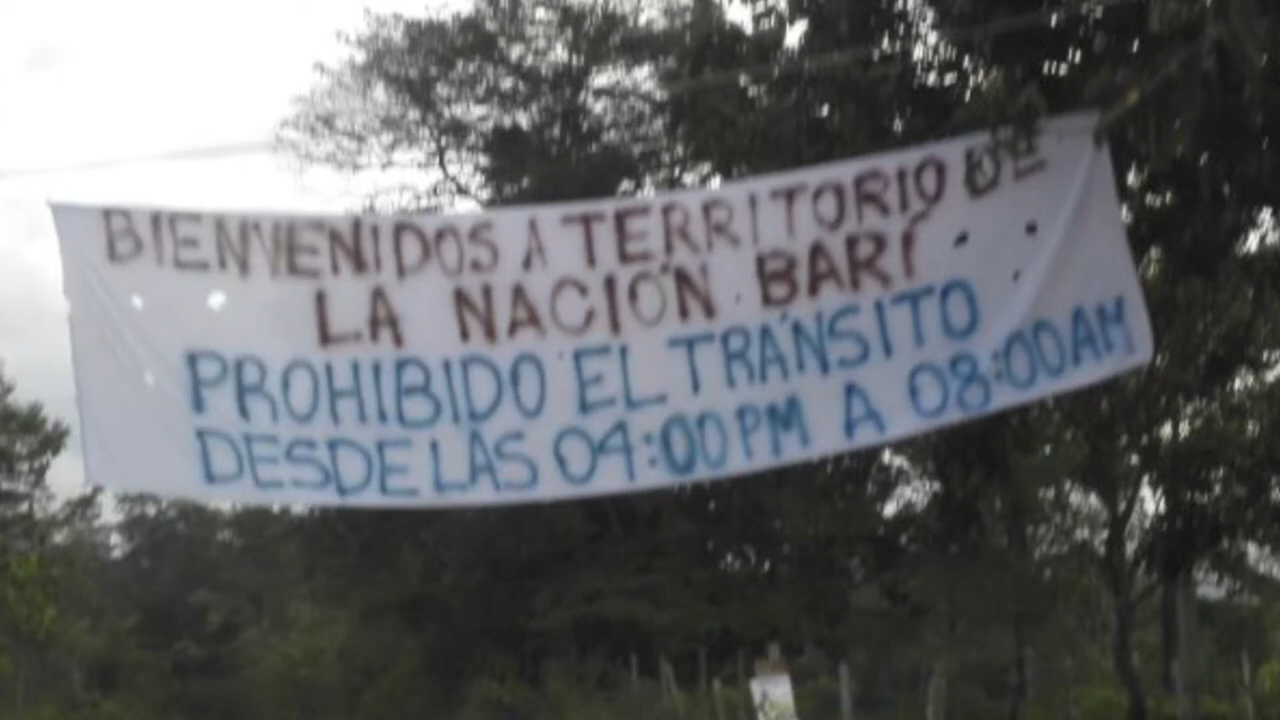 BIENVENIDOS A TERRITORIO DE
LA NACIÓN BARÍ
PROHIBIDO EL TRÁNSITO
DESDE LAS 04:00 PM A 08:00 AM